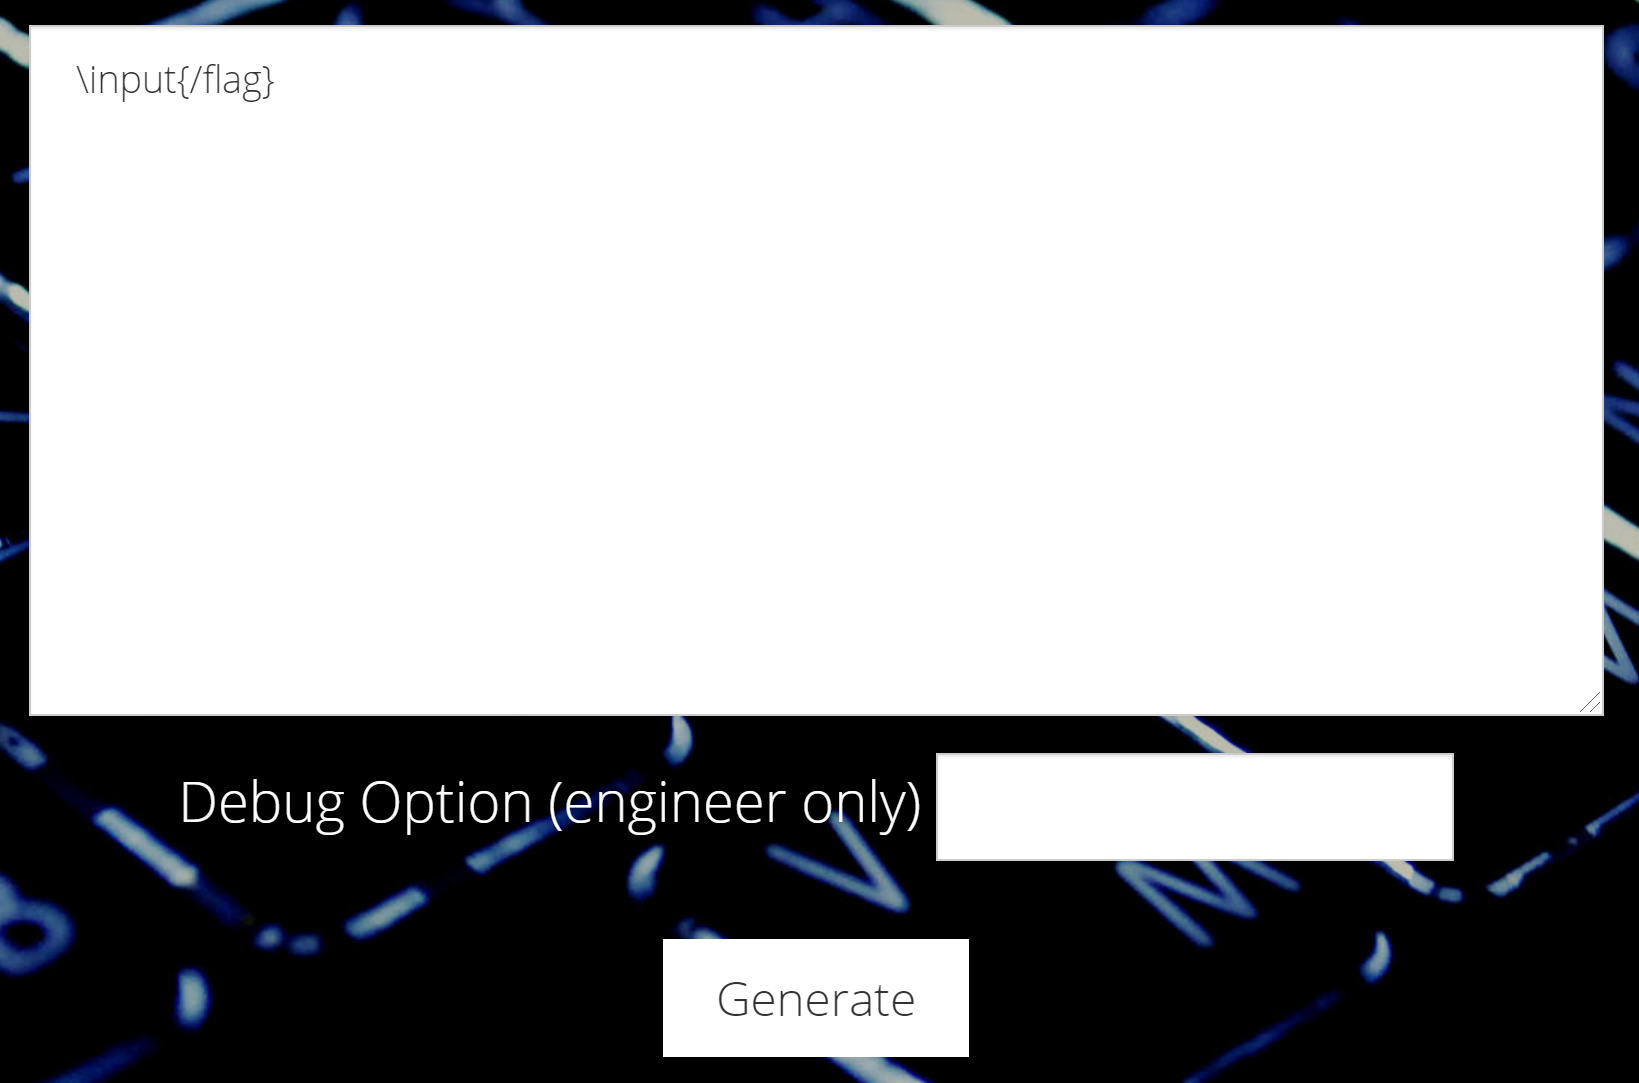 \input{/flag}
Debug Option (engineer only)
Generate